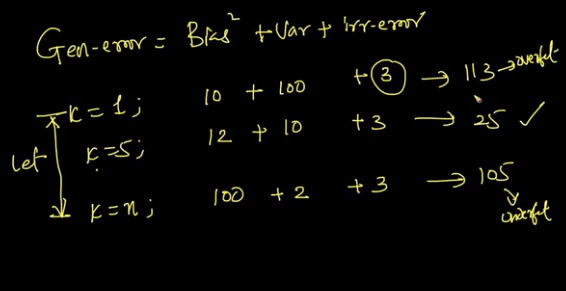 Gen-error = Bias² + Var + irr-error
k = 1; 10 + 100 + 3 → 113 → overfit
let k = 5; 12 + 10 + 3 → 25 ✓
k = n; 100 + 2 + 3 → 105
underfit